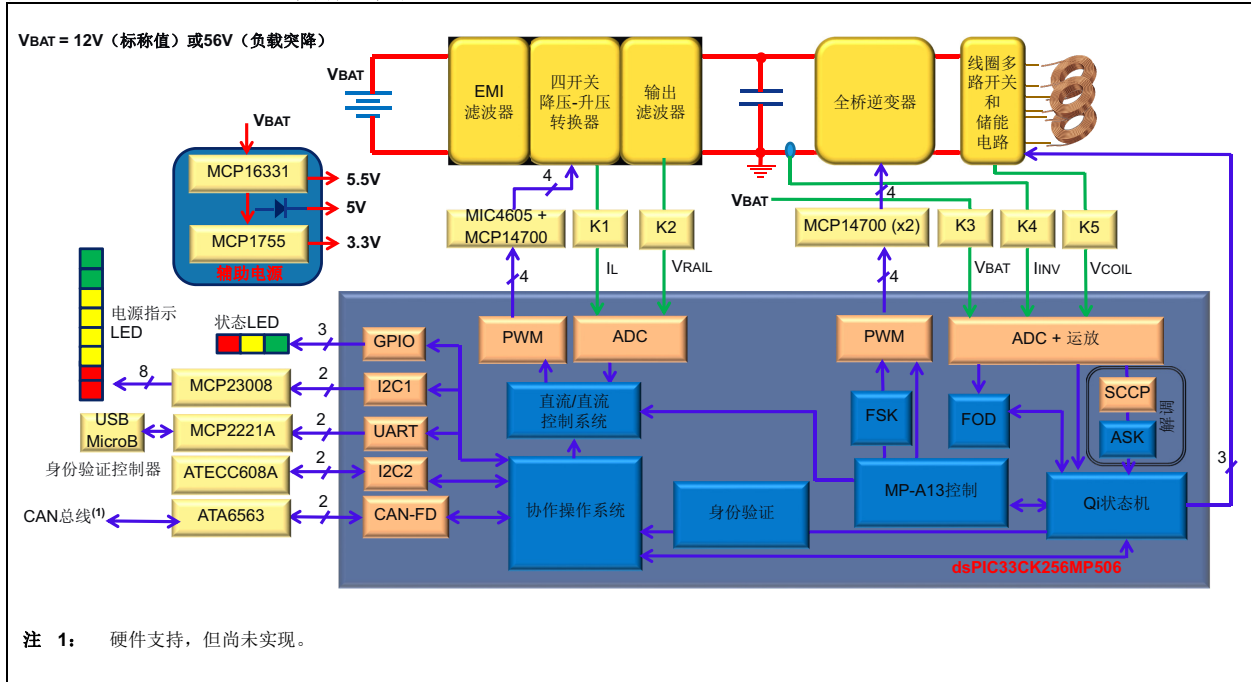 VBAT = 12V（标称值）或56V（负载突降）
VBAT
EMI
滤波器
四开关
降压-升压
转换器
输出
滤波器
全桥逆变器
线圈多
路开关
和
储能
电路
VBAT
MCP16331
5.5V
5V
MCP1755
3.3V
辅助电源
4
MIC4605 +
MCP14700
K1
K2
4
VBAT
MCP14700 (x2)
K3
K4
K5
4
IL
VRAIL
4
VBAT
IINV
VCOIL
电源指示
LED
状态LED
3
GPIO
PWM
ADC
PWM
ADC + 运放
8
MCP23008
2
I2C1
直流/直流
控制系统
FSK
FOD
SCCP
ASK
解调
USB
MicroB
MCP2221A
2
UART
身份验证控制器
ATECC608A
2
I2C2
协作操作系统
身份验证
MP-A13控制
Qi状态机
3
CAN总线(1)
ATA6563
2
CAN-FD
dsPIC33CK256MP506
注 1： 硬件支持，但尚未实现。